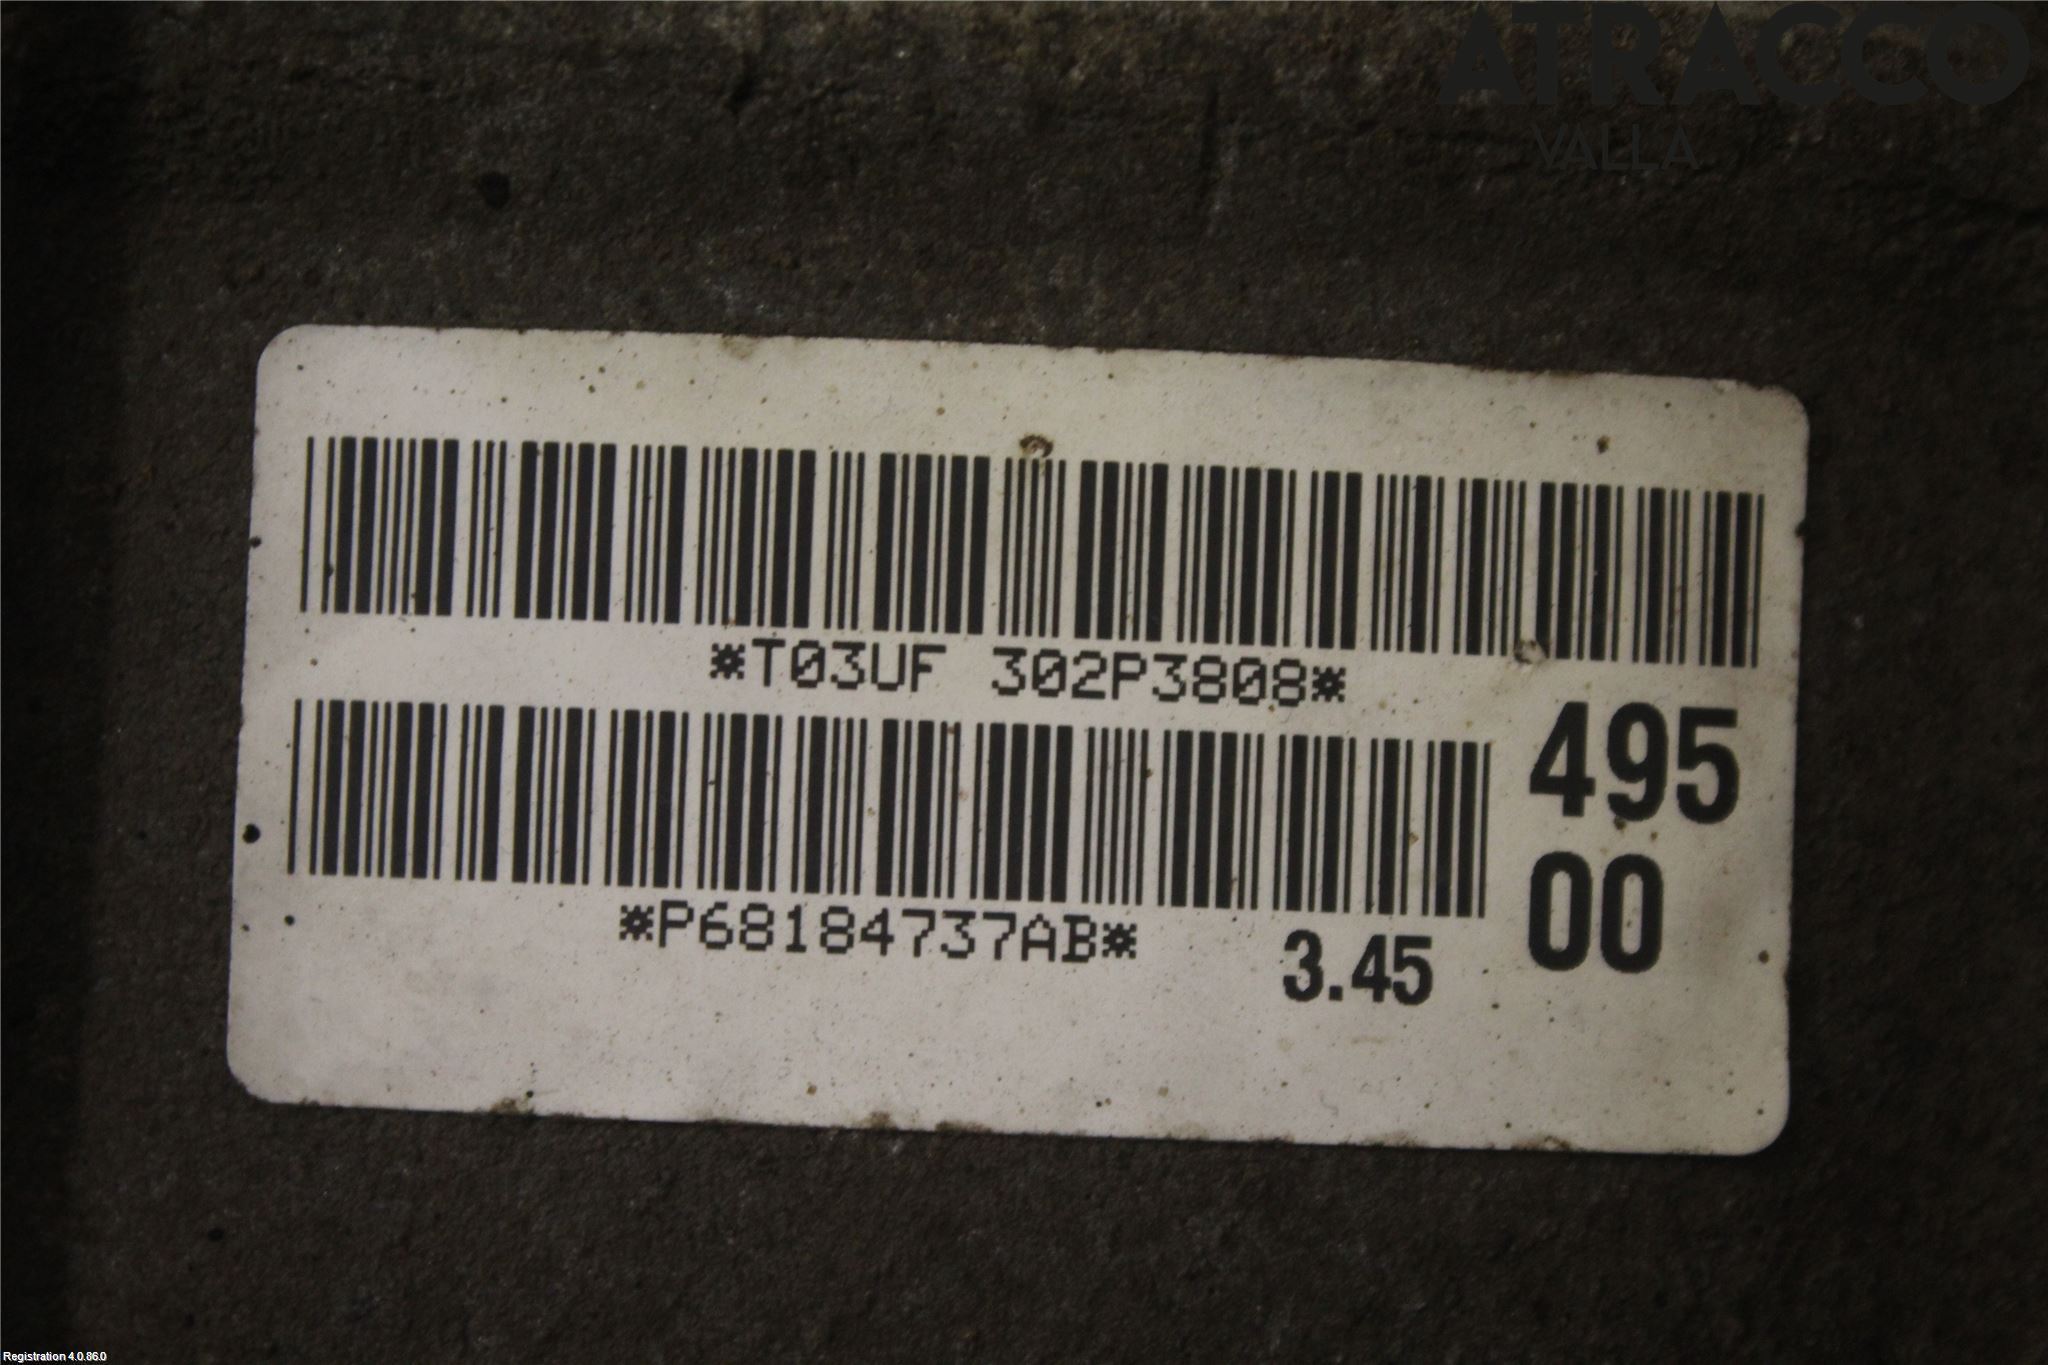 ATRACCO
VALLA
*T03UF 302P3808*
495
00
*P68184737AB*
3.45
Registration 4.0.86.0